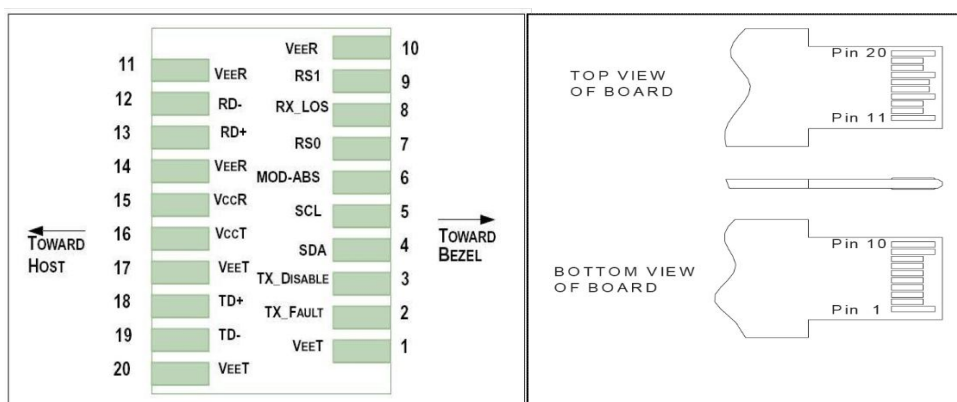 VEER 10
11 VEER
RS1 9
12 RD-
RX_LOS 8
13 RD+
RS0 7
14 VEER
MOD-ABS 6
15 VCCR
SCL 5
16 VCCT
SDA 4
17 VEET
TX_DISABLE 3
18 TD+
TX_FAULT 2
19 TD-
VEET 1
20 VEET
TOWARD
HOST
TOWARD
BEZEL
Pin 20
TOP VIEW
OF BOARD
Pin 11
Pin 10
BOTTOM VIEW
OF BOARD
Pin 1